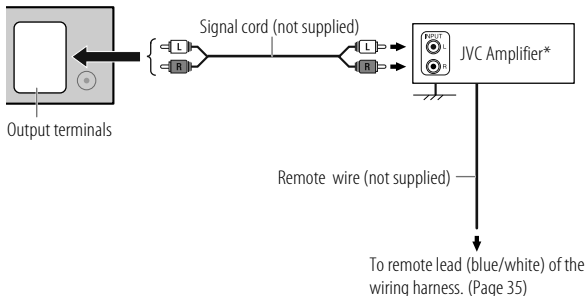 Signal cord (not supplied)
L
R
L
R
INPUT
L
R
JVC Amplifier*
Output terminals
Remote wire (not supplied)
To remote lead (blue/white) of the
wiring harness. (Page 35)